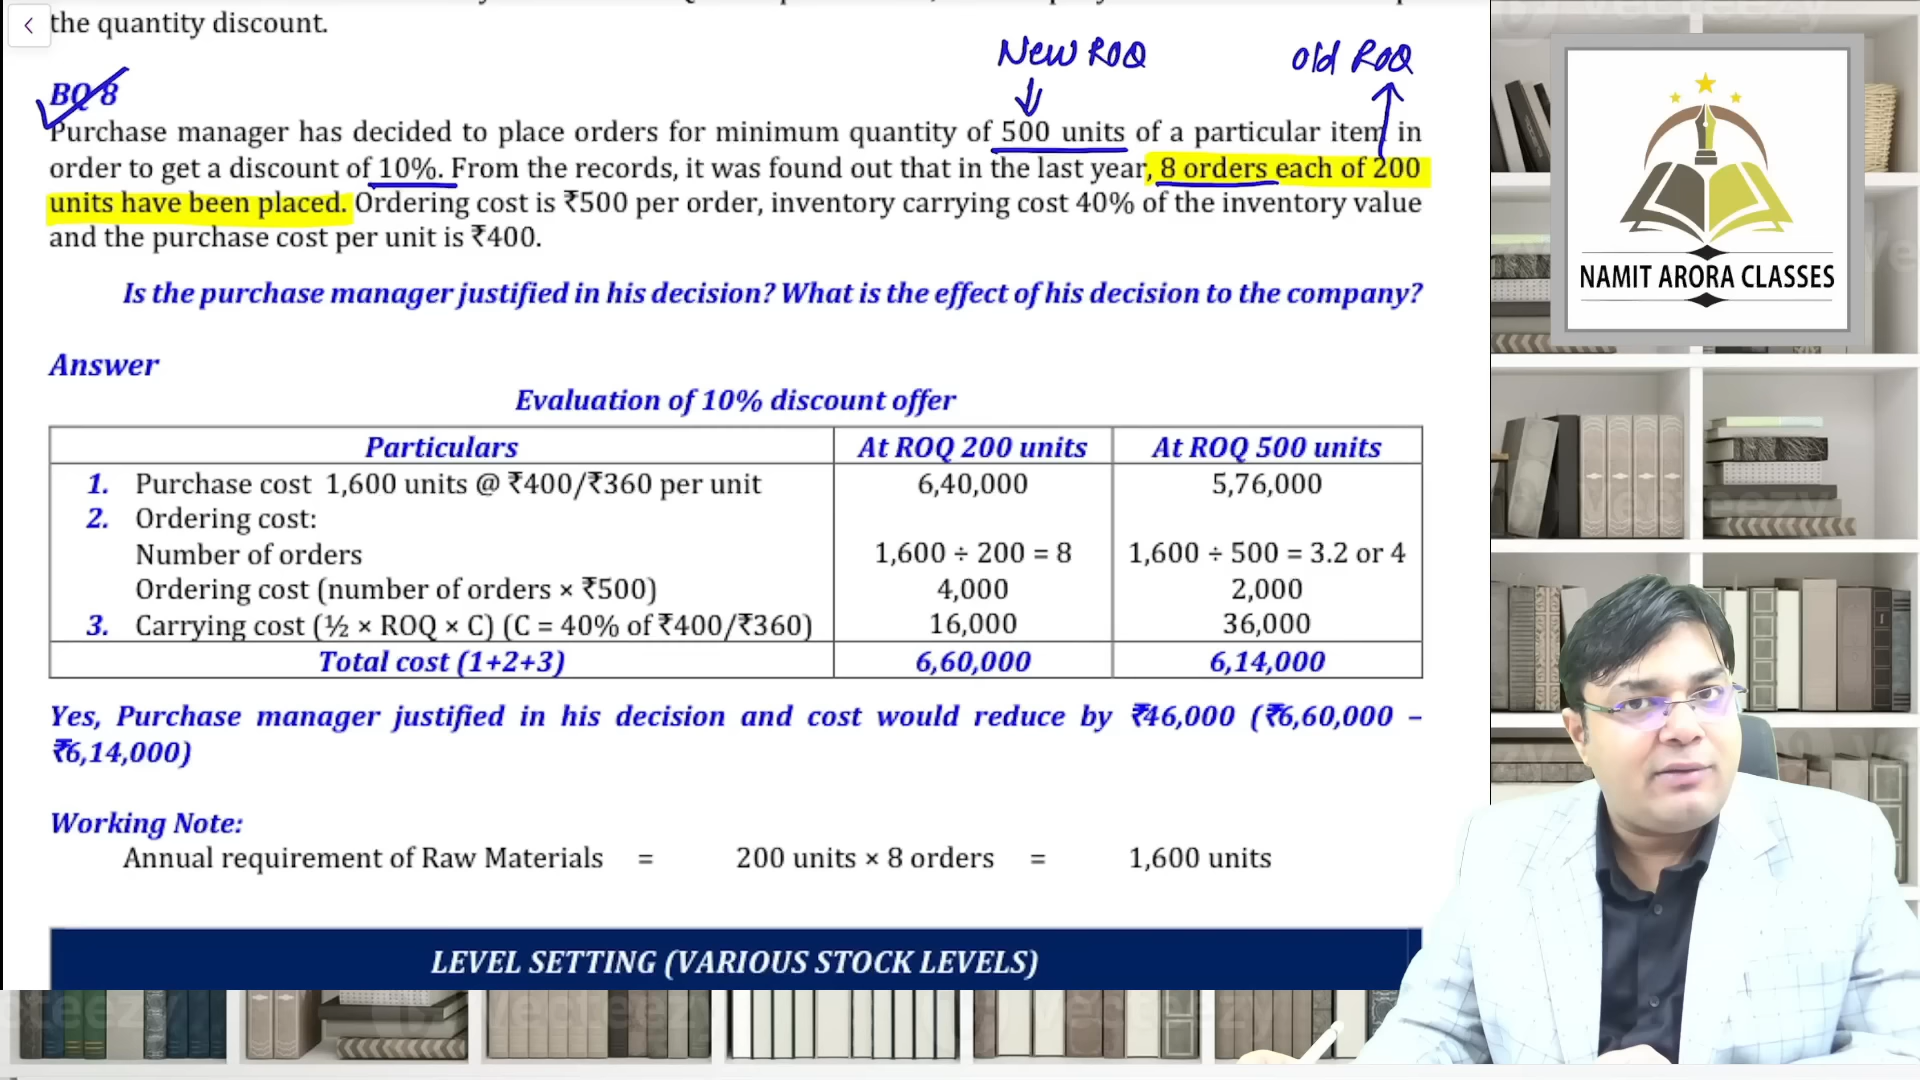 the quantity discount.
New ROQ
Old ROQ
BQ 8
Purchase manager has decided to place orders for minimum quantity of 500 units of a particular item in
order to get a discount of 10%. From the records, it was found out that in the last year, 8 orders each of 200
units have been placed. Ordering cost is ₹500 per order, inventory carrying cost 40% of the inventory value
and the purchase cost per unit is ₹400.
Is the purchase manager justified in his decision? What is the effect of his decision to the company?
Answer
Evaluation of 10% discount offer
Particulars At ROQ 200 units At ROQ 500 units
1. Purchase cost 1,600 units @ ₹400/₹360 per unit 6,40,000 5,76,000
2. Ordering cost:
Number of orders 1,600 ÷ 200 = 8 1,600 ÷ 500 = 3.2 or 4
Ordering cost (number of orders × ₹500) 4,000 2,000
3. Carrying cost (½ × ROQ × C) (C = 40% of ₹400/₹360) 16,000 36,000
Total cost (1+2+3) 6,60,000 6,14,000
Yes, Purchase manager justified in his decision and cost would reduce by ₹46,000 (₹6,60,000 –
₹6,14,000)
Working Note:
Annual requirement of Raw Materials = 200 units × 8 orders = 1,600 units
LEVEL SETTING (VARIOUS STOCK LEVELS)
NAMIT ARORA CLASSES